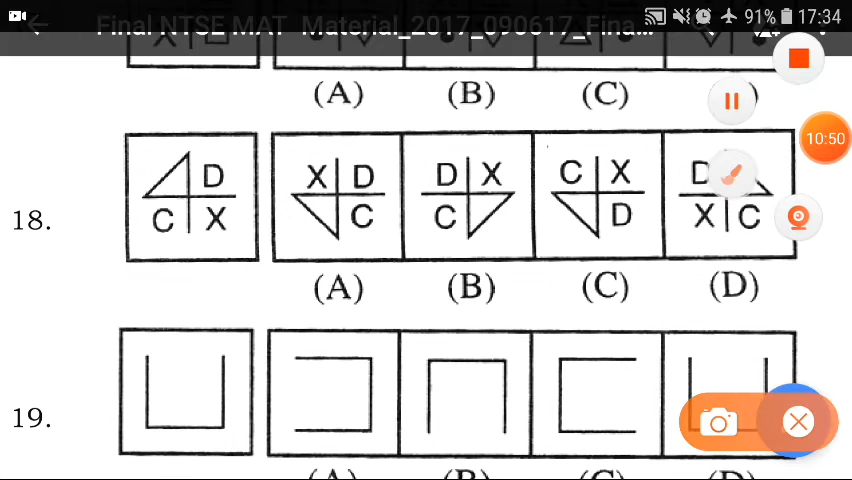 Final NTSE MAT Material_2017_090617_Fina...
91% 17:34
(A) (B) (C)
10:50
18.
D
C X
X D
C
D X
C
C X
D
D
X C
(A) (B) (C) (D)
19.